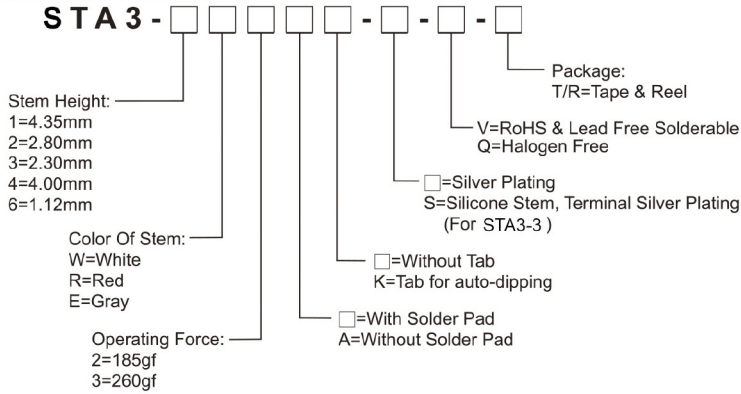 STA3-□□□□□-□-□-□
Package:
T/R=Tape & Reel
Stem Height:
1=4.35mm
2=2.80mm
3=2.30mm
4=4.00mm
6=1.12mm
V=RoHS & Lead Free Solderable
Q=Halogen Free
□=Silver Plating
S=Silicone Stem, Terminal Silver Plating
(For STA3-3 )
Color Of Stem:
W=White
R=Red
E=Gray
□=Without Tab
K=Tab for auto-dipping
□=With Solder Pad
A=Without Solder Pad
Operating Force:
2=185gf
3=260gf